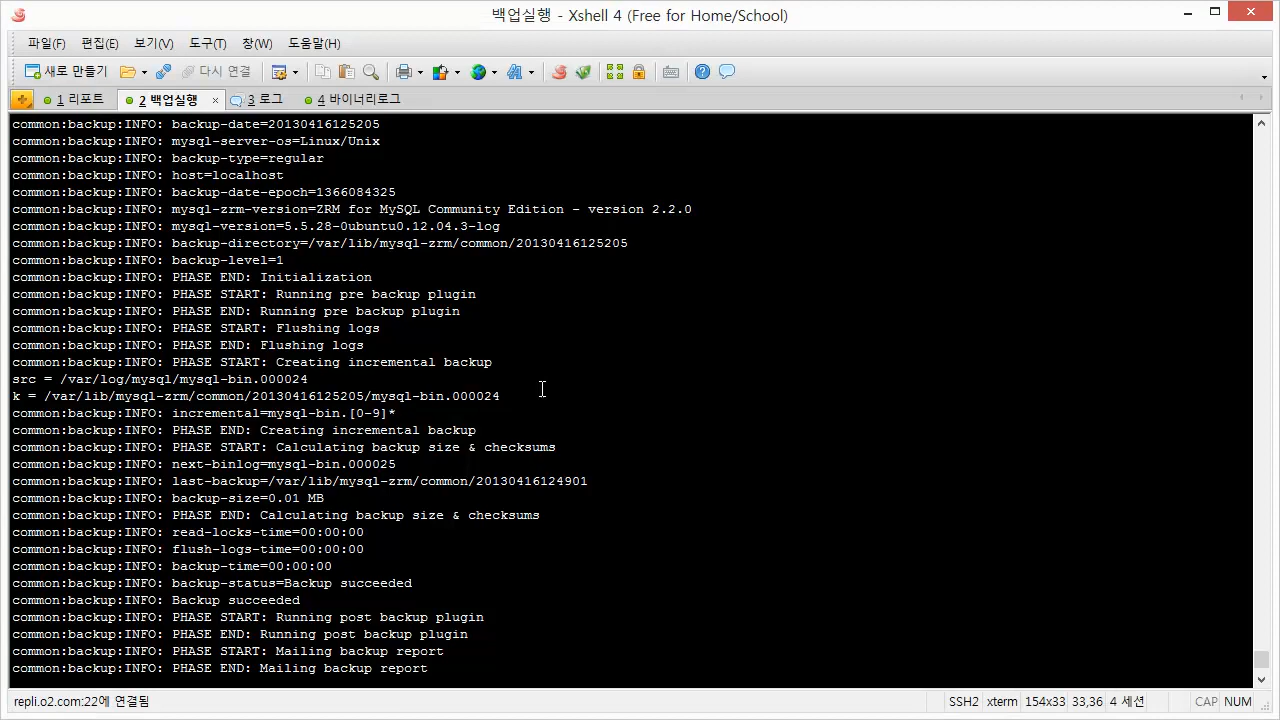 백업실행 - Xshell 4 (Free for Home/School)
파일(F) 편집(E) 보기(V) 도구(T) 창(W) 도움말(H)
새로 만들기 다시 연결
1 리포트 2 백업실행 3 로그 4 바이너리로그
common:backup:INFO: backup-date=20130416125205
common:backup:INFO: mysql-server-os=Linux/Unix
common:backup:INFO: backup-type=regular
common:backup:INFO: host=localhost
common:backup:INFO: backup-date-epoch=1366084325
common:backup:INFO: mysql-zrm-version=ZRM for MySQL Community Edition - version 2.2.0
common:backup:INFO: mysql-version=5.5.28-0ubuntu0.12.04.3-log
common:backup:INFO: backup-directory=/var/lib/mysql-zrm/common/20130416125205
common:backup:INFO: backup-level=1
common:backup:INFO: PHASE END: Initialization
common:backup:INFO: PHASE START: Running pre backup plugin
common:backup:INFO: PHASE END: Running pre backup plugin
common:backup:INFO: PHASE START: Flushing logs
common:backup:INFO: PHASE END: Flushing logs
common:backup:INFO: PHASE START: Creating incremental backup
src = /var/log/mysql/mysql-bin.000024
k = /var/lib/mysql-zrm/common/20130416125205/mysql-bin.000024
common:backup:INFO: incremental=mysql-bin.[0-9]*
common:backup:INFO: PHASE END: Creating incremental backup
common:backup:INFO: PHASE START: Calculating backup size & checksums
common:backup:INFO: next-binlog=mysql-bin.000025
common:backup:INFO: last-backup=/var/lib/mysql-zrm/common/20130416124901
common:backup:INFO: backup-size=0.01 MB
common:backup:INFO: PHASE END: Calculating backup size & checksums
common:backup:INFO: read-locks-time=00:00:00
common:backup:INFO: flush-logs-time=00:00:00
common:backup:INFO: backup-time=00:00:00
common:backup:INFO: backup-status=Backup succeeded
common:backup:INFO: Backup succeeded
common:backup:INFO: PHASE START: Running post backup plugin
common:backup:INFO: PHASE END: Running post backup plugin
common:backup:INFO: PHASE START: Mailing backup report
common:backup:INFO: PHASE END: Mailing backup report
repli.o2.com:22에 연결됨 SSH2 xterm 154x33 33,36 4 세션 CAP NUM